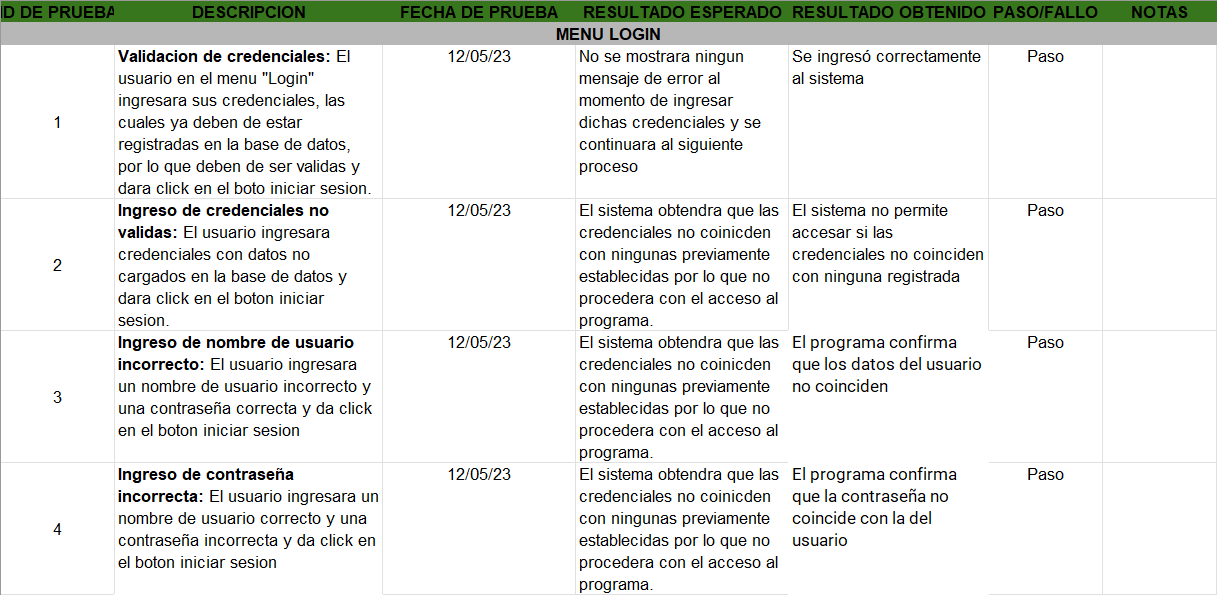 ID DE PRUEBA DESCRIPCION FECHA DE PRUEBA RESULTADO ESPERADO RESULTADO OBTENIDO PASO/FALLO NOTAS
MENU LOGIN
1
Validacion de credenciales: El
usuario en el menu "Login"
ingresara sus credenciales, las
cuales ya deben de estar
registradas en la base de datos,
por lo que deben de ser validas y
dara click en el boto iniciar sesion.
12/05/23
No se mostrara ningun
mensaje de error al
momento de ingresar
dichas credenciales y se
continuara al siguiente
proceso
Se ingresó correctamente
al sistema
Paso
2
Ingreso de credenciales no
validas: El usuario ingresara
credenciales con datos no
cargados en la base de datos y
dara click en el boton iniciar
sesion.
12/05/23
El sistema obtendra que las
credenciales no coinicden
con ningunas previamente
establecidas por lo que no
procedera con el acceso al
programa.
El sistema no permite
accesar si las
credenciales no coinciden
con ninguna registrada
Paso
3
Ingreso de nombre de usuario
incorrecto: El usuario ingresara
un nombre de usuario incorrecto y
una contraseña correcta y da click
en el boton iniciar sesion
12/05/23
El sistema obtendra que las
credenciales no coinicden
con ningunas previamente
establecidas por lo que no
procedera con el acceso al
programa.
El programa confirma
que los datos del usuario
no coinciden
Paso
4
Ingreso de contraseña
incorrecta: El usuario ingresara un
nombre de usuario correcto y una
contraseña incorrecta y da click en
el boton iniciar sesion
12/05/23
El sistema obtendra que las
credenciales no coinicden
con ningunas previamente
establecidas por lo que no
procedera con el acceso al
programa.
El programa confirma
que la contraseña no
coincide con la del
usuario
Paso